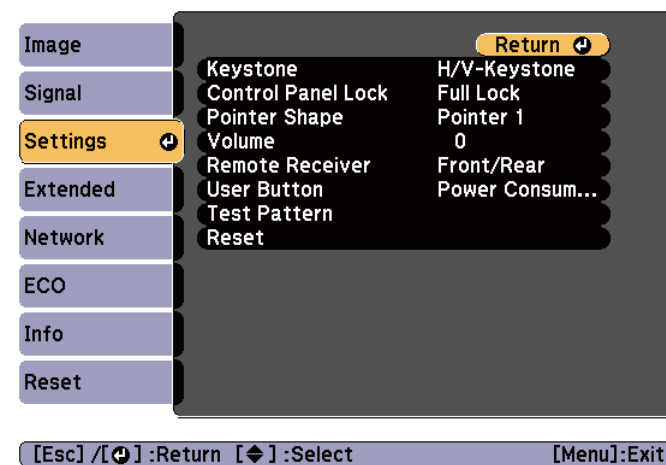 Image
Signal
Settings
Extended
Network
ECO
Info
Reset
Return
Keystone H/V-Keystone
Control Panel Lock Full Lock
Pointer Shape Pointer 1
Volume 0
Remote Receiver Front/Rear
User Button Power Consum...
Test Pattern
Reset
[Esc] /[ ] :Return [ ] :Select [Menu]:Exit